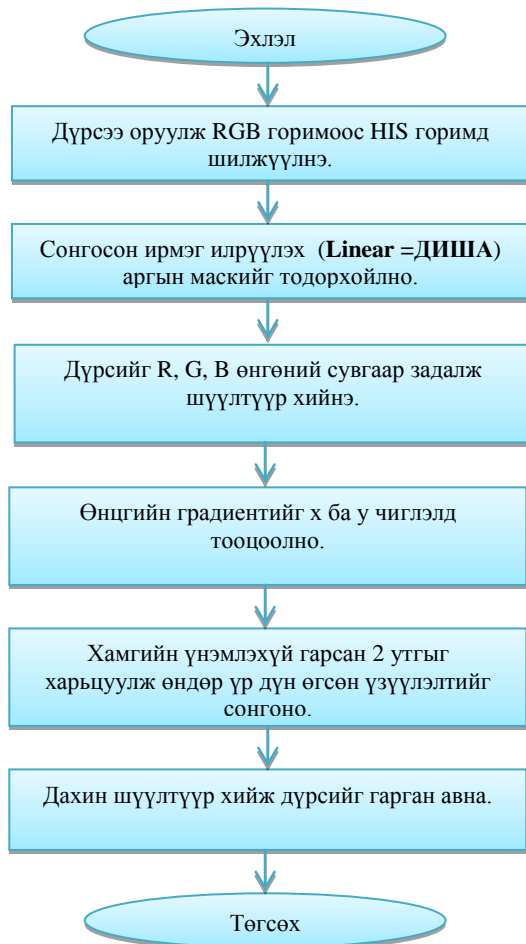 Эхлэл
Дүрсээ оруулж RGB горимоос HIS горимд
шилжүүлнэ.
Сонгосон ирмэг илрүүлэх (Linear =ДИША)
аргын маскийг тодорхойлно.
Дүрсийг R, G, B өнгөний сувгаар задалж
шүүлтүүр хийнэ.
Өнцгийн градиентийг x ба y чиглэлд
тооцоолно.
Хамгийн үнэмлэхүй гарсан 2 утгыг
харьцуулж өндөр үр дүн өгсөн үзүүлэлтийг
сонгоно.
Дахин шүүлтүүр хийж дүрсийг гарган авна.
Төгсөх